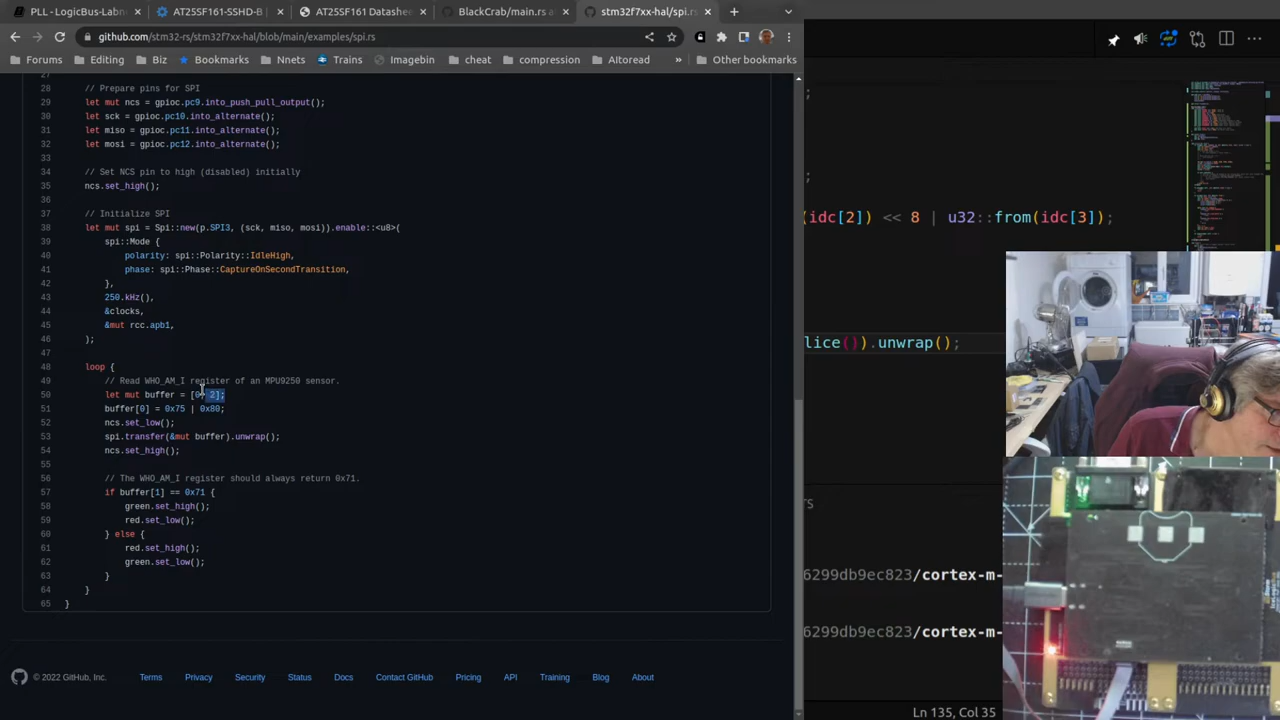 PLL - LogicBus-Labn
AT25SF161-SSHD-B
AT25SF161 Datashe
BlackCrab/main.rs a
stm32f7xx-hal/spi.rs
github.com/stm32-rs/stm32f7xx-hal/blob/main/examples/spi.rs
Forums Editing Biz Bookmarks Nnets Trains Imagebin cheat compression AItoread » Other bookmarks
27
28 // Prepare pins for SPI
29 let mut ncs = gpioc.pc9.into_push_pull_output();
30 let sck = gpioc.pc10.into_alternate();
31 let miso = gpioc.pc11.into_alternate();
32 let mosi = gpioc.pc12.into_alternate();
33
34 // Set NCS pin to high (disabled) initially
35 ncs.set_high();
36
37 // Initialize SPI
38 let mut spi = Spi::new(p.SPI3, (sck, miso, mosi)).enable::<u8>(
39 spi::Mode {
40 polarity: spi::Polarity::IdleHigh,
41 phase: spi::Phase::CaptureOnSecondTransition,
42 },
43 250.kHz(),
44 &clocks,
45 &mut rcc.apb1,
46 );
47
48 loop {
49 // Read WHO_AM_I register of an MPU9250 sensor.
50 let mut buffer = [0; 2];
51 buffer[0] = 0x75 | 0x80;
52 ncs.set_low();
53 spi.transfer(&mut buffer).unwrap();
54 ncs.set_high();
55
56 // The WHO_AM_I register should always return 0x71.
57 if buffer[1] == 0x71 {
58 green.set_high();
59 red.set_low();
60 } else {
61 red.set_high();
62 green.set_low();
63 }
64 }
65 }
© 2022 GitHub, Inc. Terms Privacy Security Status Docs Contact GitHub Pricing API Training Blog About
;
;
(idc[2]) << 8 | u32::from(idc[3]);
lice()).unwrap();
TS
6299db9ec823/cortex-m-
6299db9ec823/cortex-m-
Ln 135, Col 35